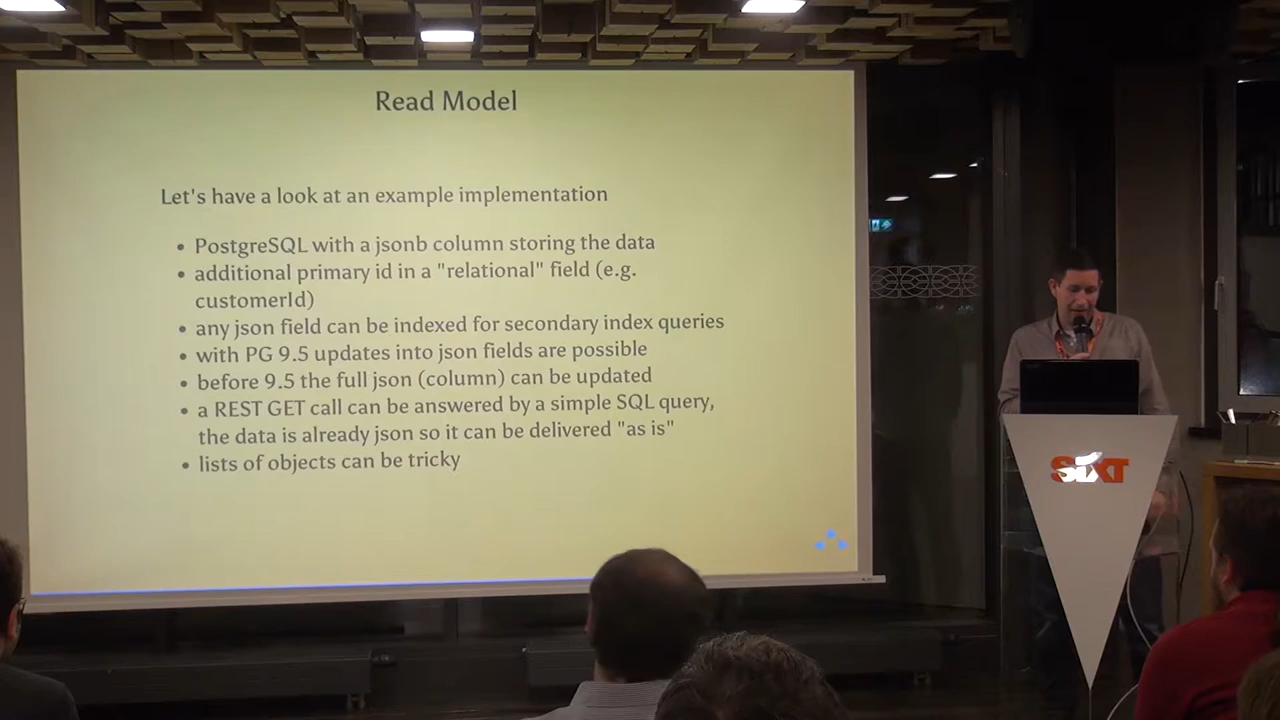 Read Model
Let's have a look at an example implementation
• PostgreSQL with a jsonb column storing the data
• additional primary id in a "relational" field (e.g.
customerId)
• any json field can be indexed for secondary index queries
• with PG 9.5 updates into json fields are possible
• before 9.5 the full json (column) can be updated
• a REST GET call can be answered by a simple SQL query,
the data is already json so it can be delivered "as is"
• lists of objects can be tricky
SIXT